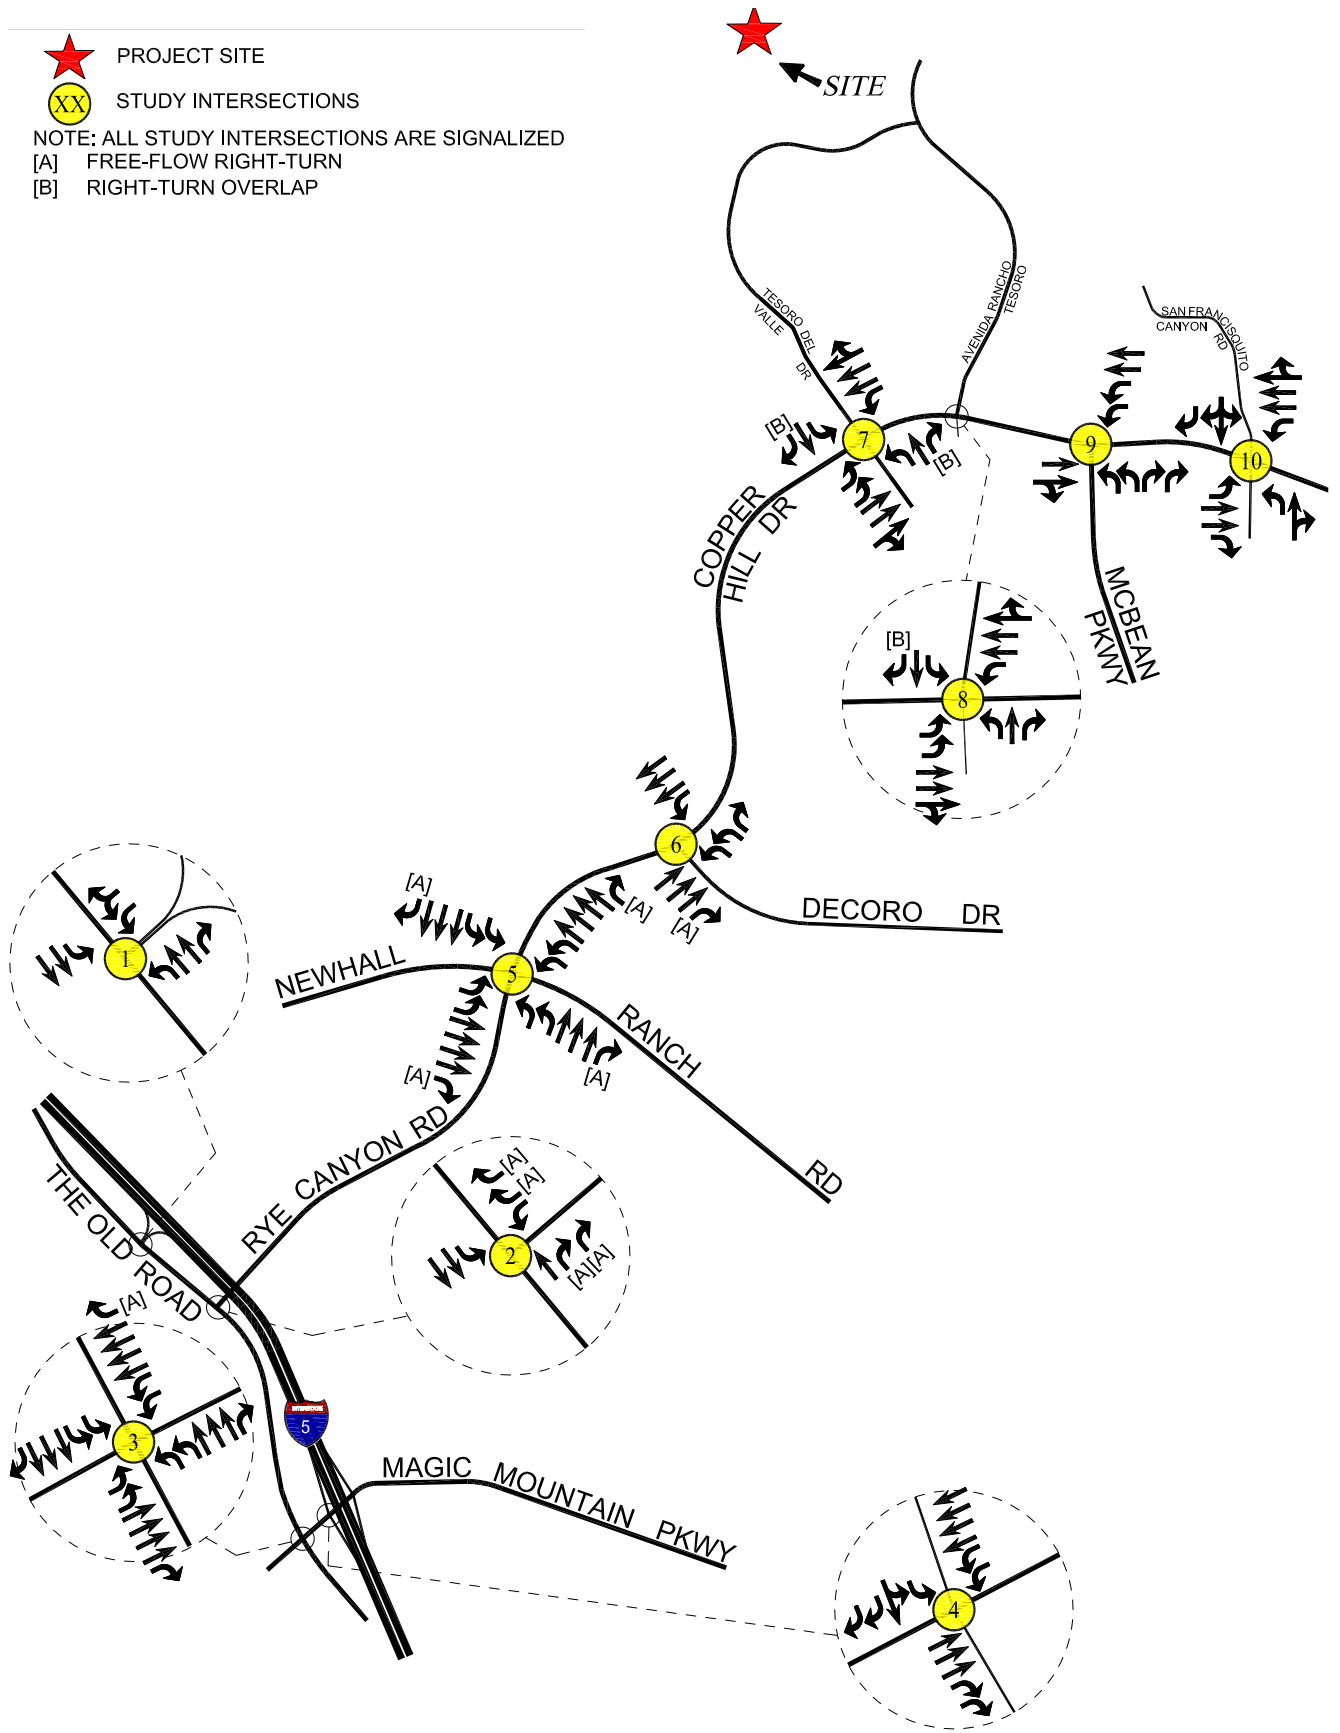 PROJECT SITE
XX
STUDY INTERSECTIONS
NOTE: ALL STUDY INTERSECTIONS ARE SIGNALIZED
[A] FREE-FLOW RIGHT-TURN
[B] RIGHT-TURN OVERLAP
SITE
TESORO DEL
VALLE
DR
AVENIDA RANCHO
TESORO
SAN FRANCISQUITO
CANYON RD
[B]
7
[B]
9
10
COPPER
HILL DR
MCBEAN
PKWY
[B]
8
6
[A]
[A]
DECORO DR
[A]
1
NEWHALL
5
RANCH
RD
[A]
[A]
RYE CANYON RD
THE OLD ROAD
[A]
[A]
2
[A][A]
[A]
3
INTERSTATE
5
MAGIC MOUNTAIN PKWY
4